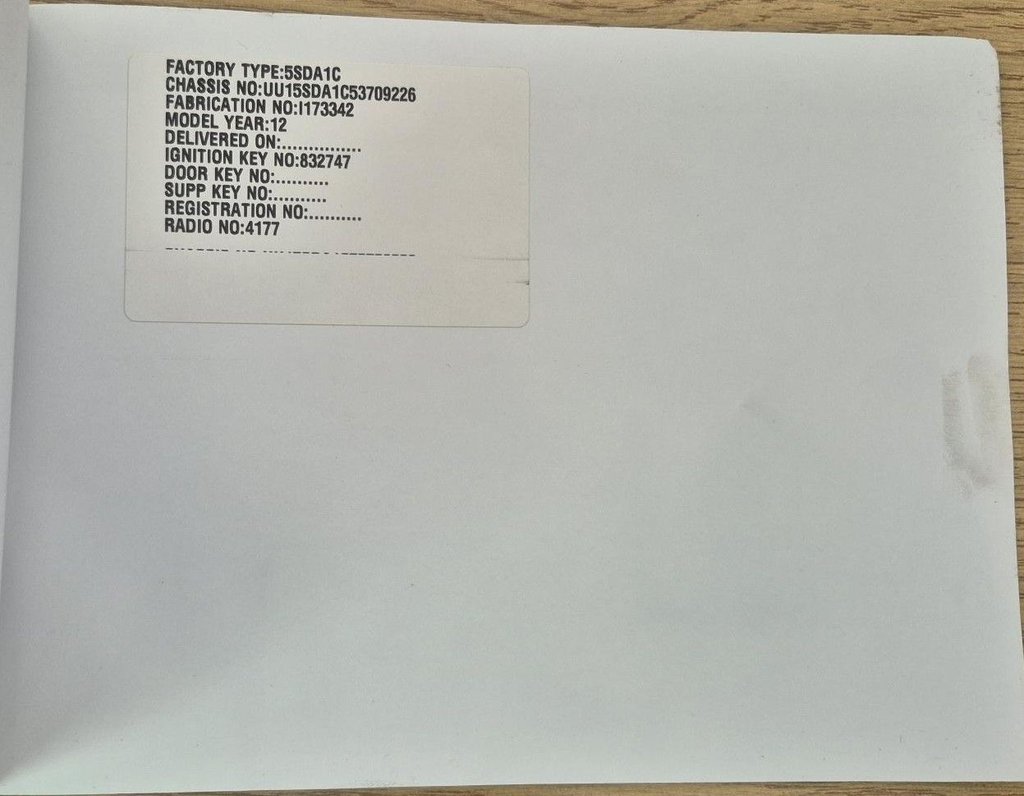 FACTORY TYPE:5SDA1C
CHASSIS NO:UU15SDA1C53709226
FABRICATION NO:I173342
MODEL YEAR:12
DELIVERED ON:...............
IGNITION KEY NO:832747
DOOR KEY NO:...........
SUPP KEY NO:...........
REGISTRATION NO:...........
RADIO NO:4177